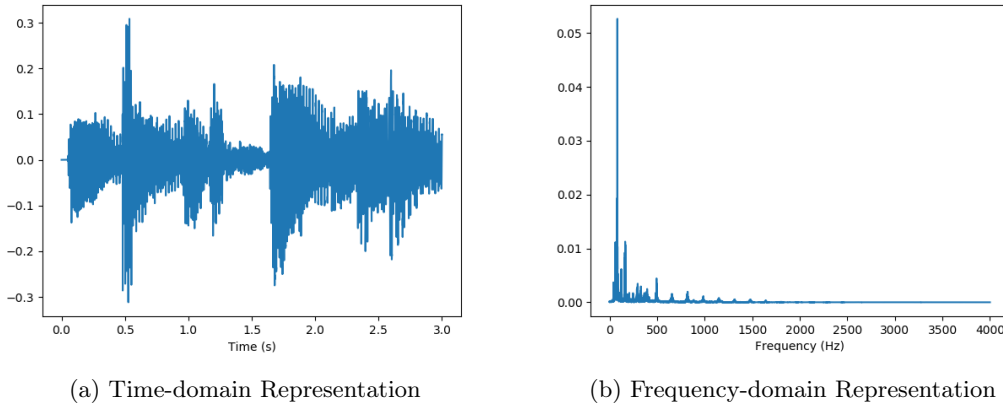 0.3
0.2
0.1
0.0
−0.1
−0.2
−0.3
0.0 0.5 1.0 1.5 2.0 2.5 3.0
Time (s)
(a) Time-domain Representation
0.05
0.04
0.03
0.02
0.01
0.00
0 500 1000 1500 2000 2500 3000 3500 4000
Frequency (Hz)
(b) Frequency-domain Representation